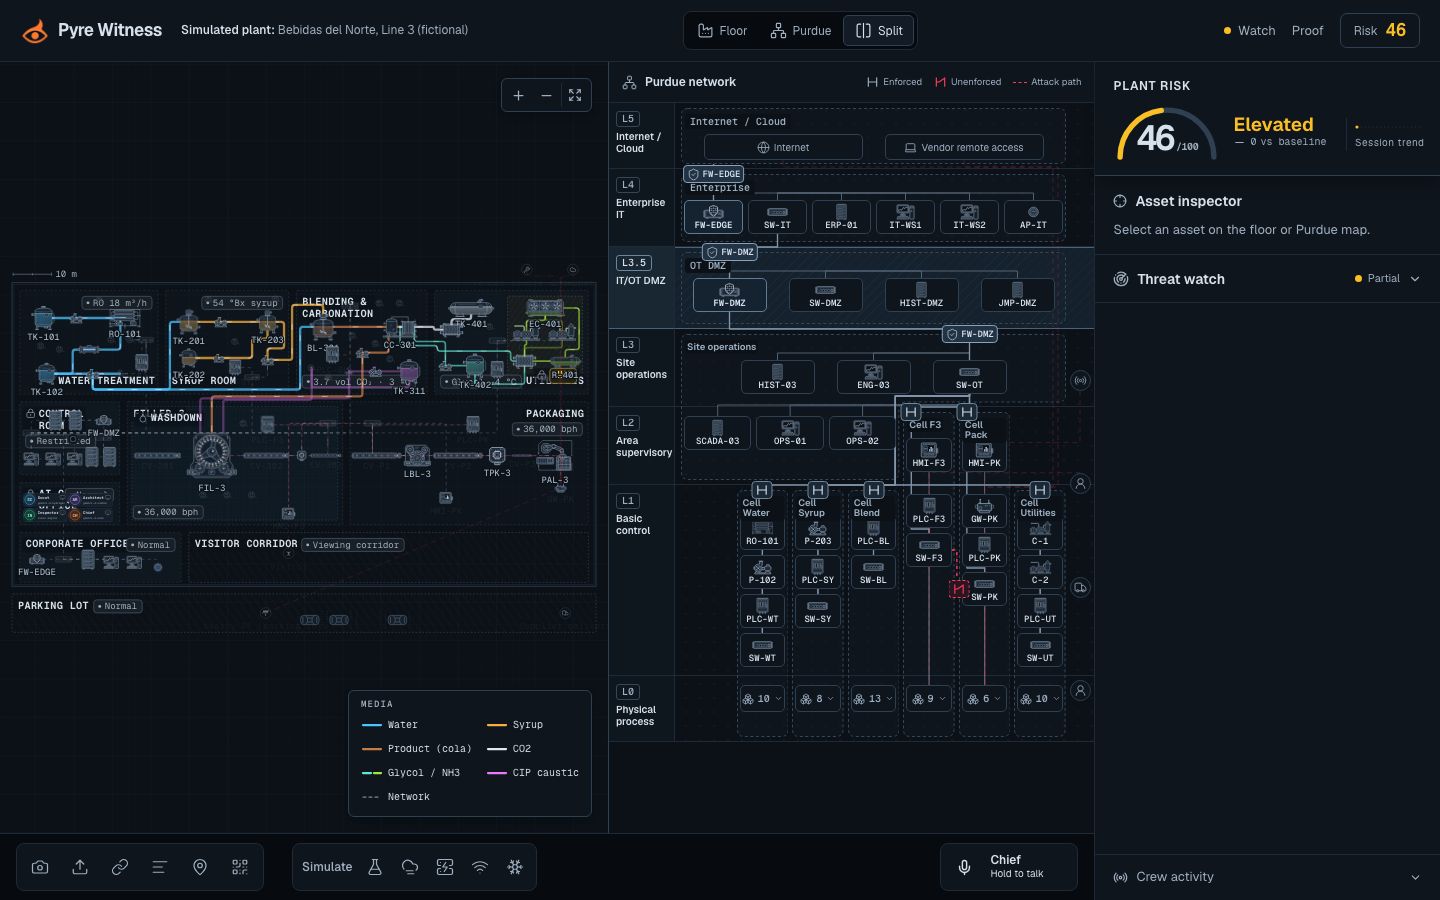 Pyre Witness
Simulated plant: Bebidas del Norte, Line 3 (fictional)
Floor
Purdue
Split
Watch
Proof
Risk 46
10 m
RO 18 m³/h
54 °Bx syrup
BLENDING & CARBONATION
TK-101
RO-101
TK-201
TK-203
CC-301
TK-401
EC-401
TK-102
WATER TREATMENT
TK-202
SYRUP ROOM
TK-311
TK-402
WASHDOWN
FW-DMZ
PACKAGING
36,000 bph
FIL-3
LBL-3
TPK-3
PAL-3
36,000 bph
CORPORATE OFFICE
Normal
FW-EDGE
VISITOR CORRIDOR
Viewing corridor
PARKING LOT
Normal
MEDIA
Water
Syrup
Product (cola)
CO2
Glycol / NH3
CIP caustic
Network
Purdue network
Enforced
Unenforced
Attack path
L5
Internet / Cloud
Internet / Cloud
Internet
Vendor remote access
L4
Enterprise IT
FW-EDGE
Enterprise
FW-EDGE
SW-IT
ERP-01
IT-WS1
IT-WS2
AP-IT
L3.5
IT/OT DMZ
FW-DMZ
OT DMZ
FW-DMZ
SW-DMZ
HIST-DMZ
JMP-DMZ
FW-DMZ
L3
Site operations
Site operations
HIST-03
ENG-03
SW-OT
L2
Area supervisory
SCADA-03
OPS-01
OPS-02
Cell F3
Cell Pack
HMI-F3
HMI-PK
L1
Basic control
Cell Water
Cell Syrup
Cell Blend
Cell Utilities
RO-101
P-203
PLC-BL
PLC-F3
GW-PK
C-1
P-102
PLC-SY
SW-BL
SW-F3
PLC-PK
C-2
PLC-WT
SW-SY
SW-PK
PLC-UT
SW-WT
SW-UT
L0
Physical process
10
8
13
9
6
10
PLANT RISK
46 /100
Elevated
— 0 vs baseline
Session trend
Asset inspector
Select an asset on the floor or Purdue map.
Threat watch
Partial
Crew activity
Simulate
Chief
Hold to talk